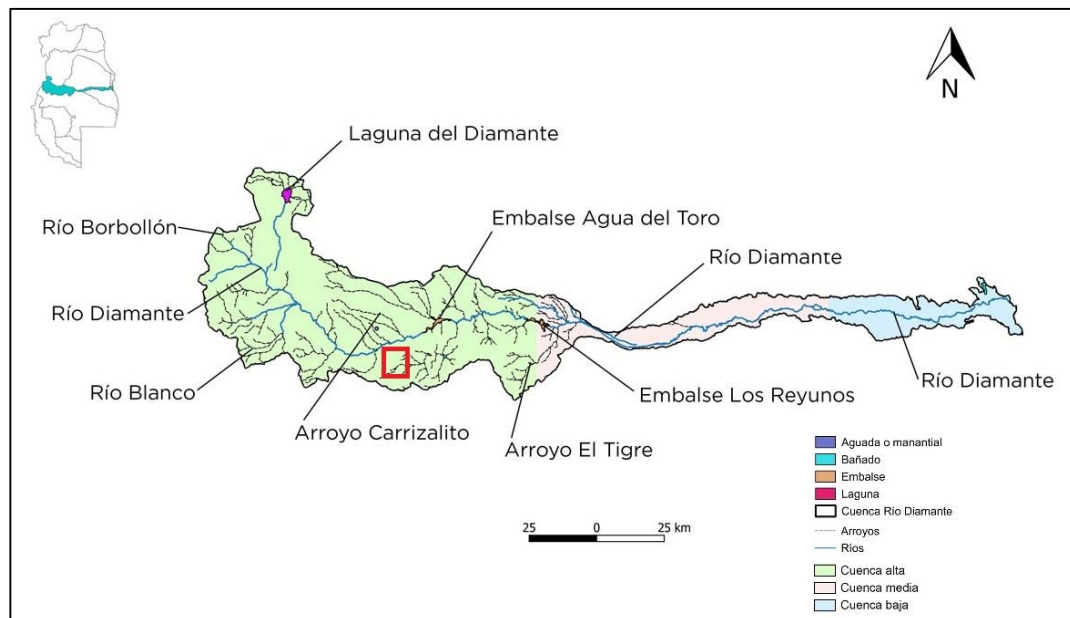 N
Laguna del Diamante
Embalse Agua del Toro
Río Borbollón
Río Diamante
Río Diamante
Río Blanco
Río Diamante
Embalse Los Reyunos
Arroyo Carrizalito
Arroyo El Tigre
25 0 25 km
Aguada o manantial
Bañado
Embalse
Laguna
Cuenca Río Diamante
Arroyos
Ríos
Cuenca alta
Cuenca media
Cuenca baja